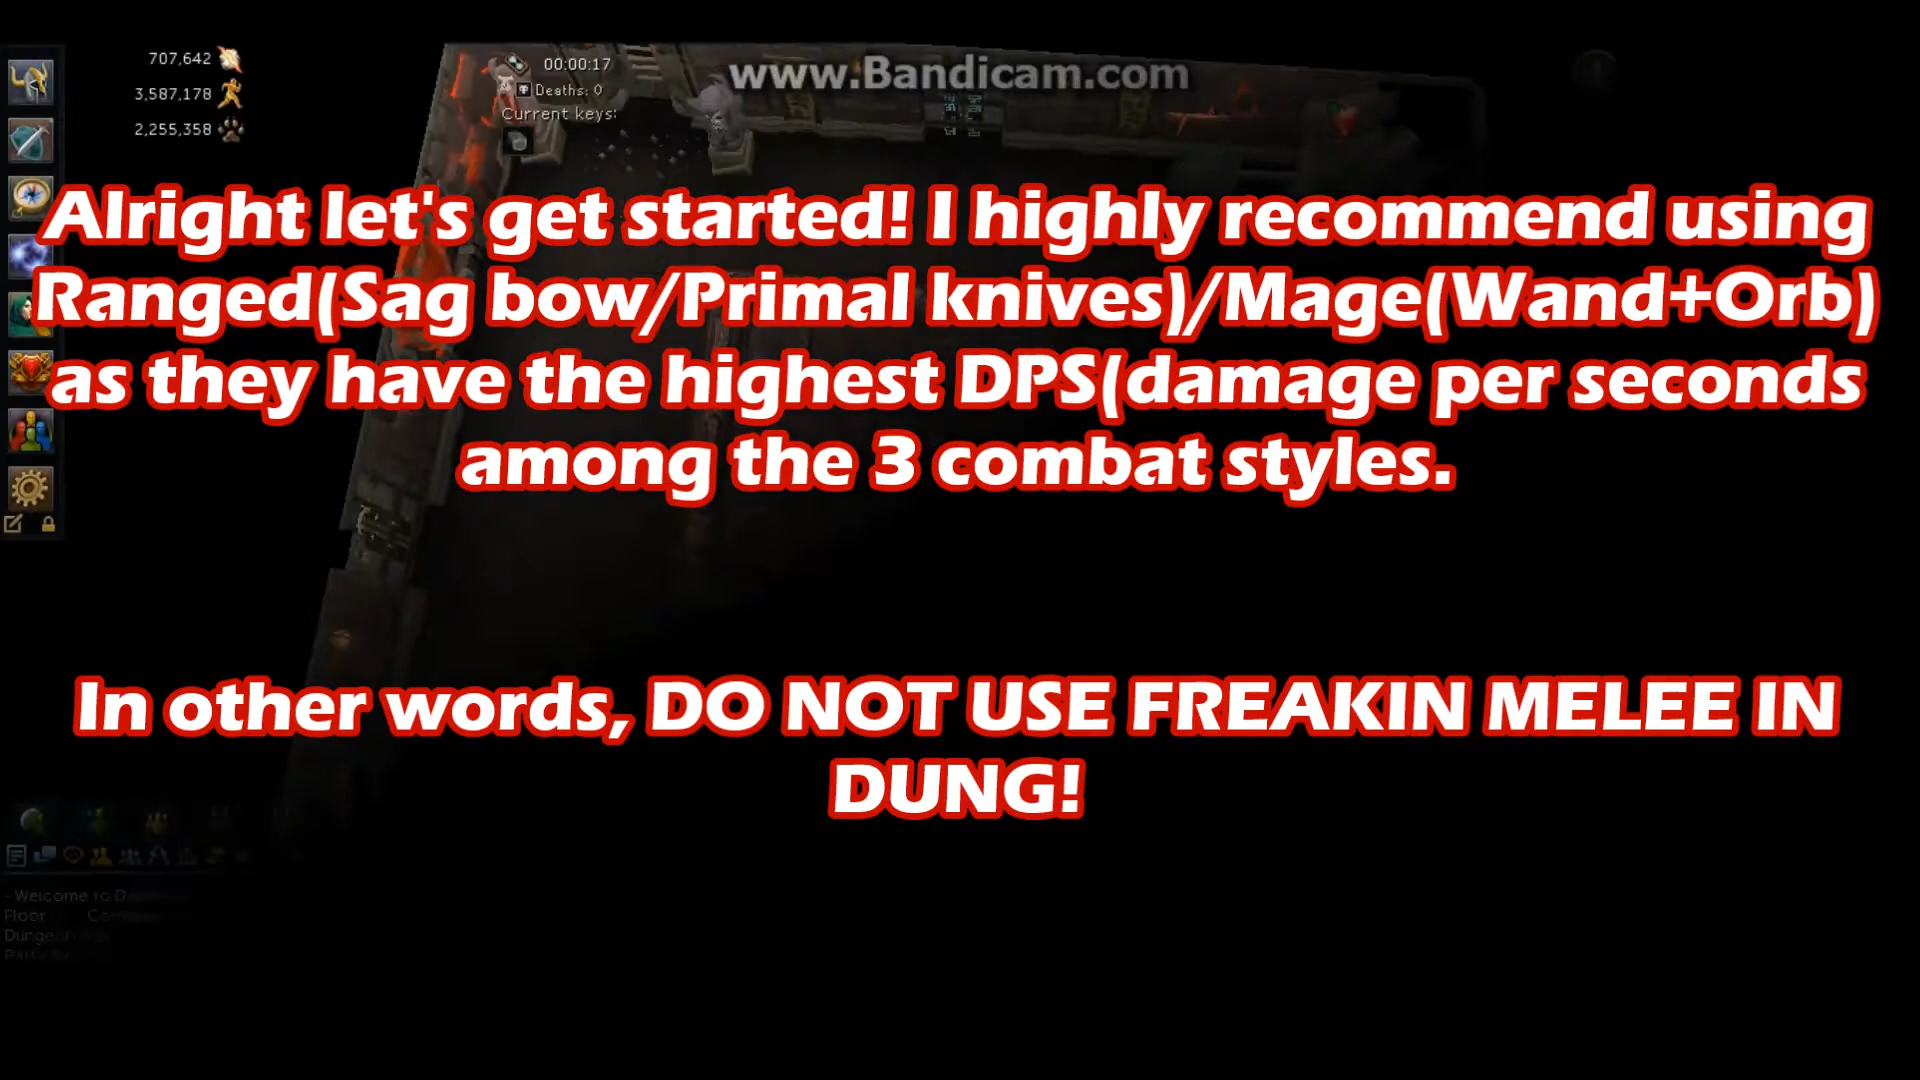 707,642
3,587,178
2,255,358
00:00:17
Deaths: 0
Current keys:
www.Bandicam.com
Alright let's get started! I highly recommend using
Ranged(Sag bow/Primal knives)/Mage(Wand+Orb)
as they have the highest DPS(damage per seconds
among the 3 combat styles.
In other words, DO NOT USE FREAKIN MELEE IN
DUNG!
-Welcome to
Floor